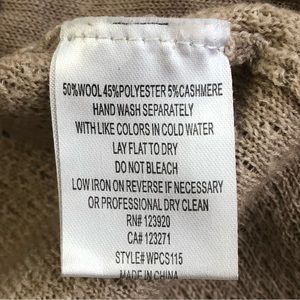 50%WOOL 45%POLYESTER 5%CASHMERE
HAND WASH SEPARATELY
WITH LIKE COLORS IN COLD WATER
LAY FLAT TO DRY
DO NOT BLEACH
LOW IRON ON REVERSE IF NECESSARY
OR PROFESSIONAL DRY CLEAN
RN# 123920
CA# 123271
STYLE# WPCS115
MADE IN CHINA